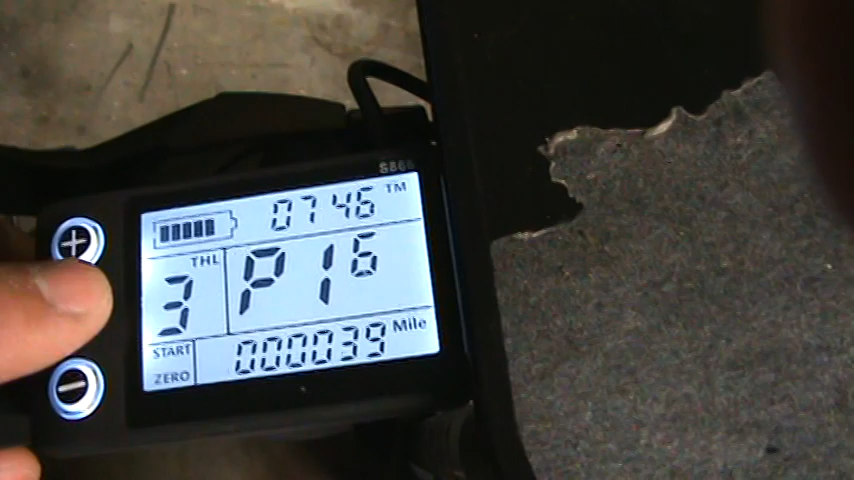 S866
0746 TM
THL
3 P16
START
ZERO
000039 Mile